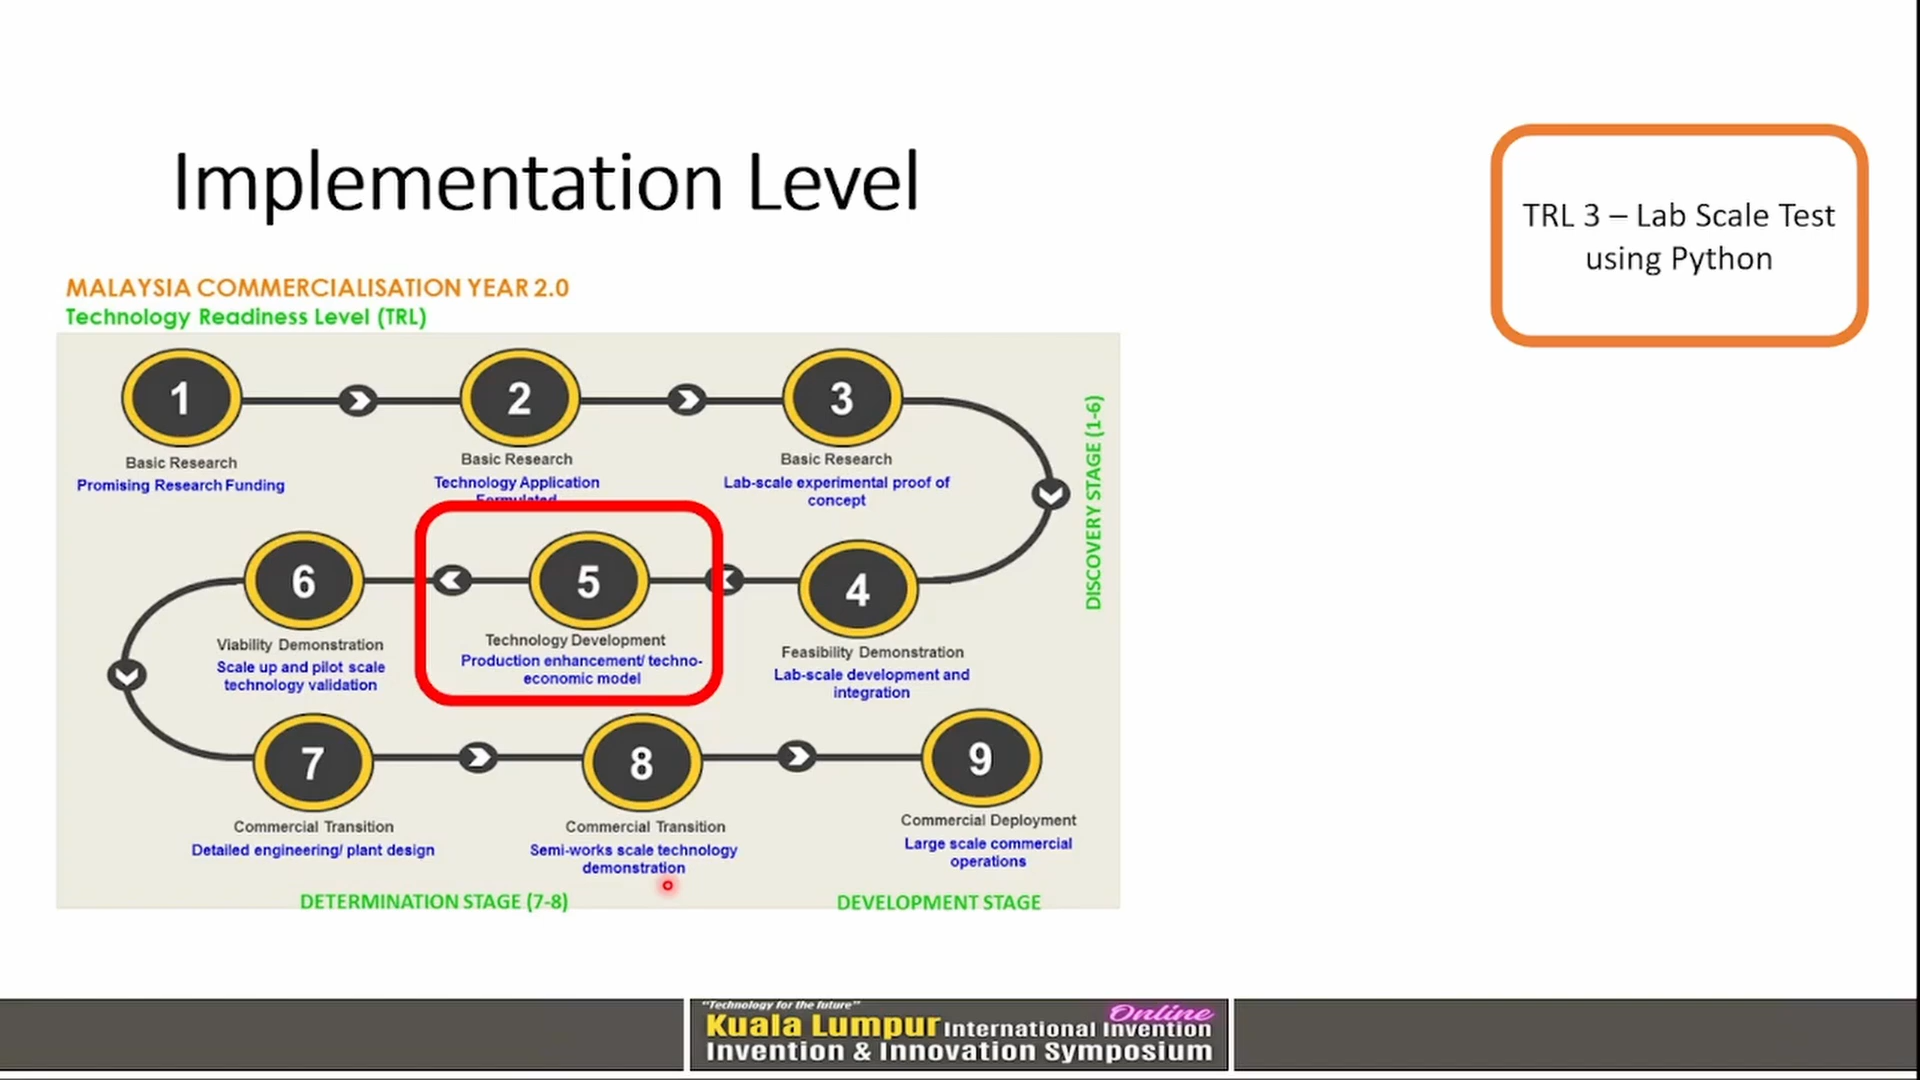 Implementation Level
TRL 3 – Lab Scale Test
using Python
MALAYSIA COMMERCIALISATION YEAR 2.0
Technology Readiness Level (TRL)
1
2
3
Basic Research
Promising Research Funding
Basic Research
Technology Application
Formulated
Basic Research
Lab-scale experimental proof of
concept
DISCOVERY STAGE (1-6)
6
5
4
Viability Demonstration
Scale up and pilot scale
technology validation
Technology Development
Production enhancement/ techno-
economic model
Feasibility Demonstration
Lab-scale development and
integration
7
8
9
Commercial Transition
Detailed engineering/ plant design
Commercial Transition
Semi-works scale technology
demonstration
Commercial Deployment
Large scale commercial
operations
DETERMINATION STAGE (7-8)
DEVELOPMENT STAGE
"Technology for the future"
Online
Kuala Lumpur International Invention
Invention & Innovation Symposium